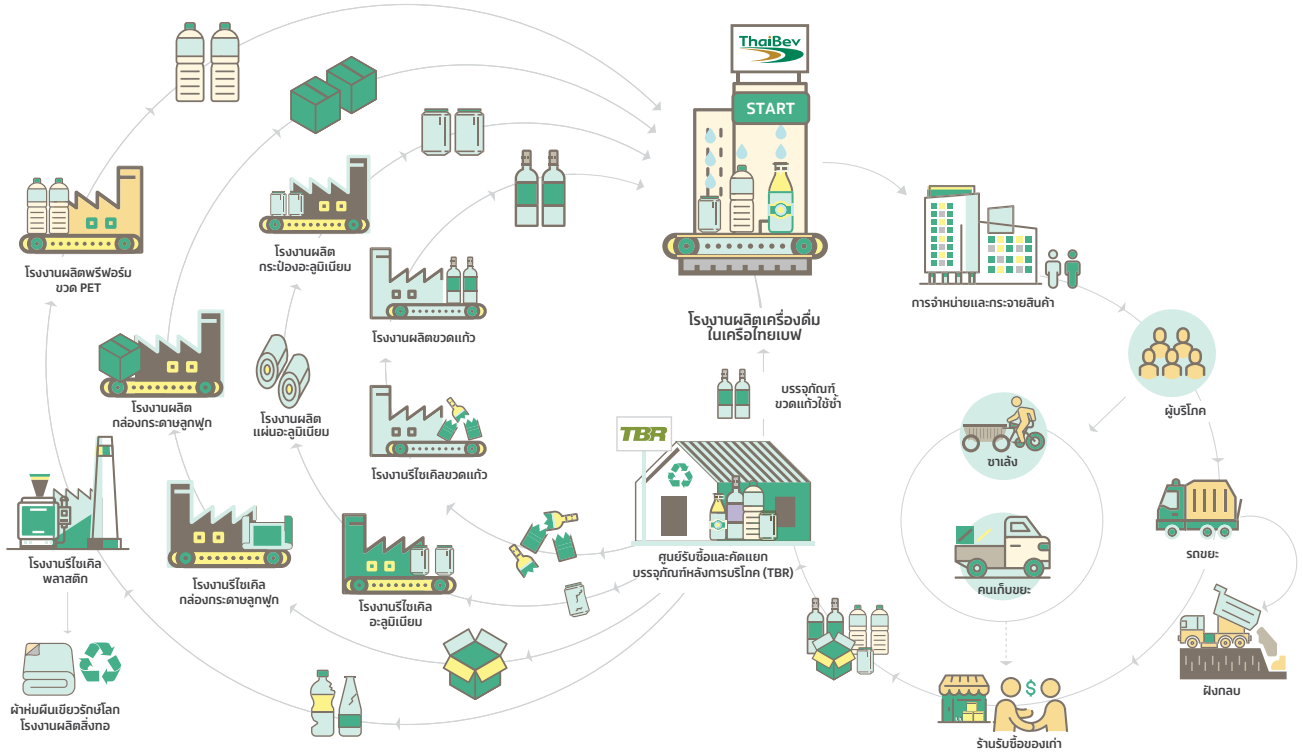 ThaiBev
START
โรงงานผลิตเครื่องดื่ม
ในเครือไทยเบฟ
การจำหน่ายและกระจายสินค้า
ผู้บริโภค
ซาเล้ง
คนเก็บขยะ
รถขยะ
ฝังกลบ
ร้านรับซื้อของเก่า
บรรจุภัณฑ์
ขวดแก้วใช้ซ้ำ
TBR
ศูนย์รับซื้อและคัดแยก
บรรจุภัณฑ์หลังการบริโภค (TBR)
โรงงานรีไซเคิลขวดแก้ว
โรงงานผลิตขวดแก้ว
โรงงานรีไซเคิล
อะลูมิเนียม
โรงงานผลิต
แผ่นอะลูมิเนียม
โรงงานผลิต
กระป๋องอะลูมิเนียม
โรงงานรีไซเคิล
กล่องกระดาษลูกฟูก
โรงงานผลิต
กล่องกระดาษลูกฟูก
โรงงานรีไซเคิล
พลาสติก
โรงงานผลิตพรีฟอร์ม
ขวด PET
ผ้าห่มผืนเขียวรักษ์โลก
โรงงานผลิตสิ่งทอ
$